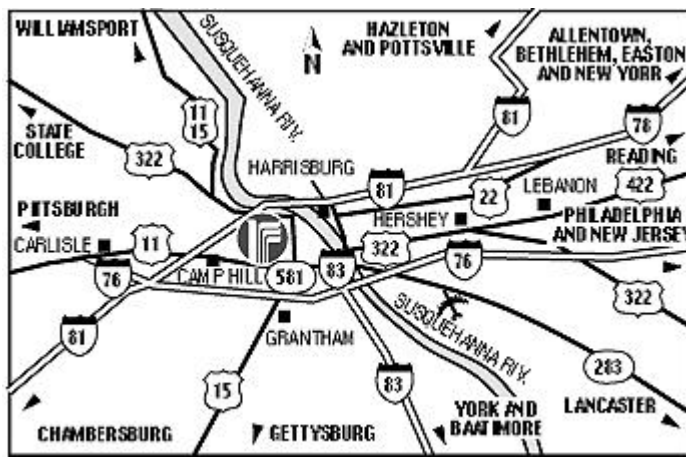 WILLIAMSPORT
SUSQUEHANNA RIV.
N
HAZLETON
AND POTTSVILLE
ALLENTOWN,
BETHLEHEM, EASTON
AND NEW YORK
11
15
81
78
STATE
COLLEGE
322
HARRISBURG
81
READING
22
LEBANON
422
PITTSBURGH
HERSHEY
PHILADELPHIA
AND NEW JERSEY
CARLISLE
11
322
76
CAMP HILL
581
83
76
322
SUSQUEHANNA RIV.
81
GRANTHAM
15
83
283
CHAMBERSBURG
GETTYSBURG
YORK AND
BAATIMORE
LANCASTER